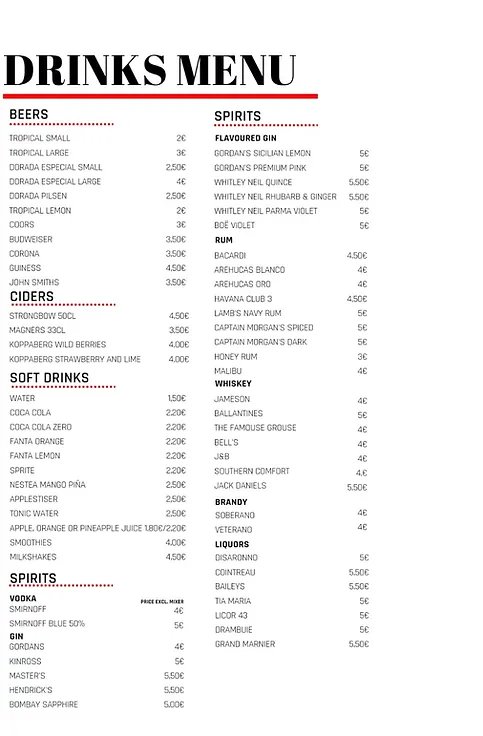 DRINKS MENU
BEERS
TROPICAL SMALL 2€
TROPICAL LARGE 3€
DORADA ESPECIAL SMALL 2,50€
DORADA ESPECIAL LARGE 4€
DORADA PILSEN 2,50€
TROPICAL LEMON 2€
COORS 3€
BUDWEISER 3,50€
CORONA 3,50€
GUINESS 4,50€
JOHN SMITHS 3,50€
CIDERS
STRONGBOW 50CL 4,50€
MAGNERS 33CL 3,50€
KOPPABERG WILD BERRIES 4,00€
KOPPABERG STRAWBERRY AND LIME 4,00€
SOFT DRINKS
WATER 1,50€
COCA COLA 2,20€
COCA COLA ZERO 2,20€
FANTA ORANGE 2,20€
FANTA LEMON 2,20€
SPRITE 2,20€
NESTEA MANGO PIÑA 2,50€
APPLESTISER 2,50€
TONIC WATER 2,50€
APPLE, ORANGE OR PINEAPPLE JUICE 1,80€/2,20€
SMOOTHIES 4,00€
MILKSHAKES 4,50€
SPIRITS
VODKA PRICE EXCL. MIXER
SMIRNOFF 4€
SMIRNOFF BLUE 50% 5€
GIN
GORDANS 4€
KINROSS 5€
MASTER'S 5,50€
HENDRICK'S 5,50€
BOMBAY SAPPHIRE 5,00€
SPIRITS
FLAVOURED GIN
GORDAN'S SICILIAN LEMON 5€
GORDAN'S PREMIUM PINK 5€
WHITLEY NEIL QUINCE 5,50€
WHITLEY NEIL RHUBARB & GINGER 5,50€
WHITLEY NEIL PARMA VIOLET 5€
BOË VIOLET 5€
RUM
BACARDI 4,50€
AREHUCAS BLANCO 4€
AREHUCAS ORO 4€
HAVANA CLUB 3 4,50€
LAMB'S NAVY RUM 5€
CAPTAIN MORGAN'S SPICED 5€
CAPTAIN MORGAN'S DARK 5€
HONEY RUM 3€
MALIBU 4€
WHISKEY
JAMESON 4€
BALLANTINES 5€
THE FAMOUSE GROUSE 4€
BELL'S 4€
J&B 4€
SOUTHERN COMFORT 4,€
JACK DANIELS 5,50€
BRANDY
SOBERANO 4€
VETERANO 4€
LIQUORS
DISARONNO 5€
COINTREAU 5,50€
BAILEYS 5,50€
TIA MARIA 5€
LICOR 43 5€
DRAMBUIE 5€
GRAND MARNIER 5,50€